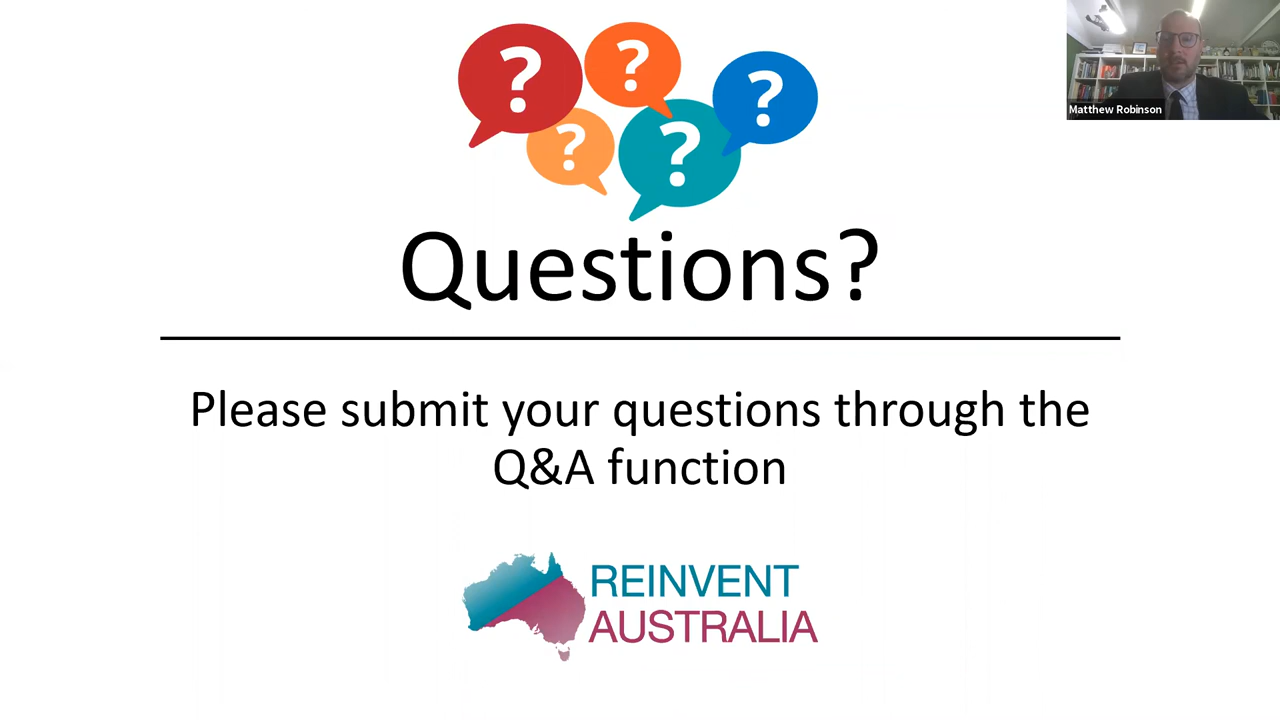 ? ? ?
? ?
Matthew Robinson
Questions?
Please submit your questions through the
Q&A function
REINVENT
AUSTRALIA